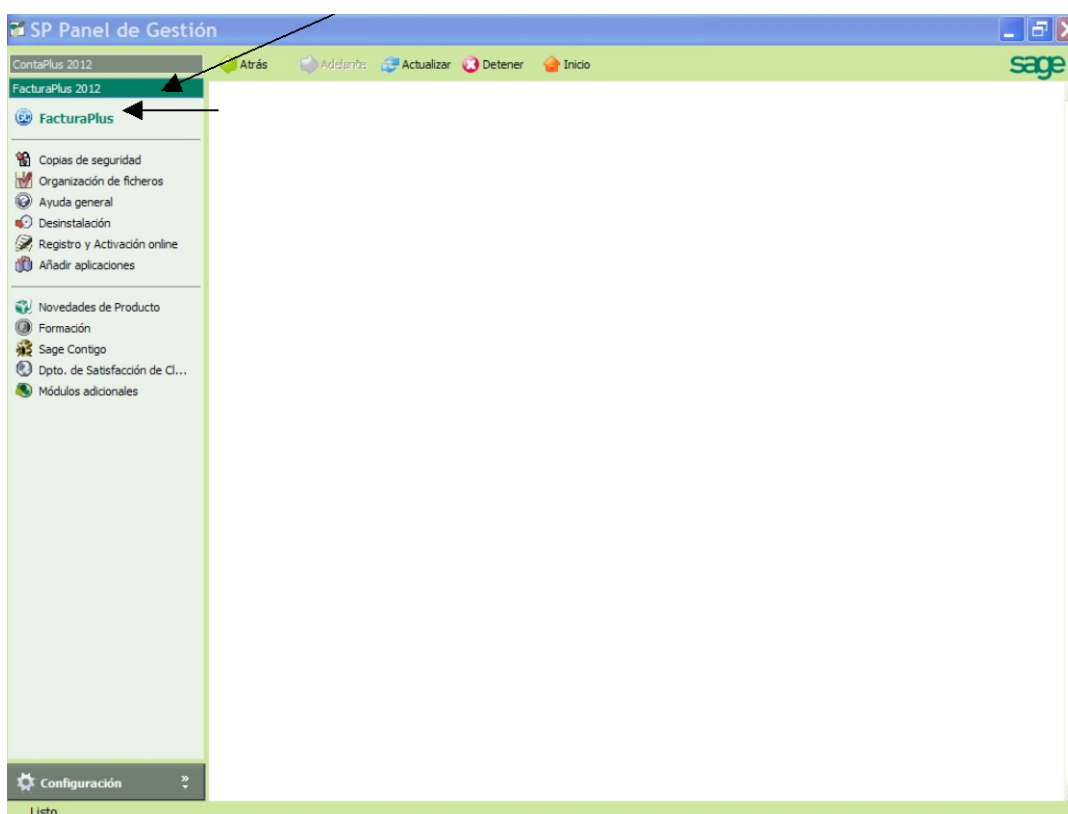 SP Panel de Gestión
ContaPlus 2012
Atrás Adelante Actualizar Detener Inicio
sage
FacturaPlus 2012
FacturaPlus
Copias de seguridad
Organización de ficheros
Ayuda general
Desinstalación
Registro y Activación online
Añadir aplicaciones
Novedades de Producto
Formación
Sage Contigo
Dpto. de Satisfacción de Cl...
Módulos adicionales
Configuración
Listo